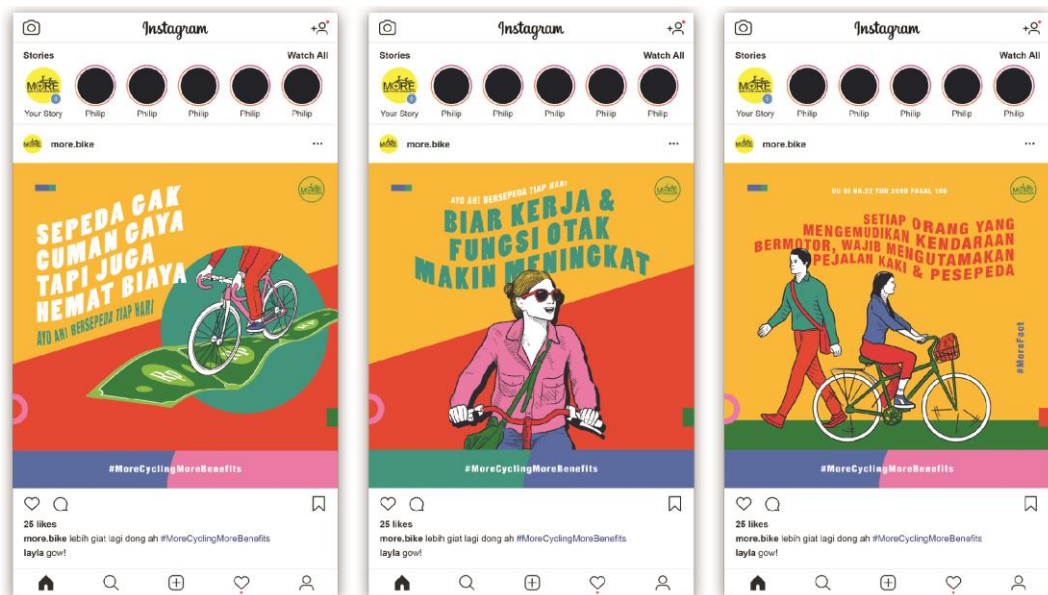 Instagram
Stories
Watch All
MORE
Your Story
Philip
Philip
Philip
Philip
more.bike
SEPEDA GAK
CUMAN GAYA
TAPI JUGA
HEMAT BIAYA
AYO AH! BERSEPEDA TIAP HARI
#MoreCyclingMoreBenefits
25 likes
more.bike lebih giat lagi dong ah #MoreCyclingMoreBenefits
layla gow!
Instagram
Stories
Watch All
MORE
Your Story
Philip
Philip
Philip
Philip
more.bike
AYO AH! BERSEPEDA TIAP HARI
BIAR KERJA &
FUNGSI OTAK
MAKIN MENINGKAT
#MoreCyclingMoreBenefits
25 likes
more.bike lebih giat lagi dong ah #MoreCyclingMoreBenefits
layla gow!
Instagram
Stories
Watch All
MORE
Your Story
Philip
Philip
Philip
Philip
more.bike
UU RI NO.22 THN 2009 PASAL 106
SETIAP ORANG YANG
MENGEMUDIKAN KENDARAAN
BERMOTOR, WAJIB MENGUTAMAKAN
PEJALAN KAKI & PESEPEDA
#MoreFact
#MoreCyclingMoreBenefits
25 likes
more.bike lebih giat lagi dong ah #MoreCyclingMoreBenefits
layla gow!